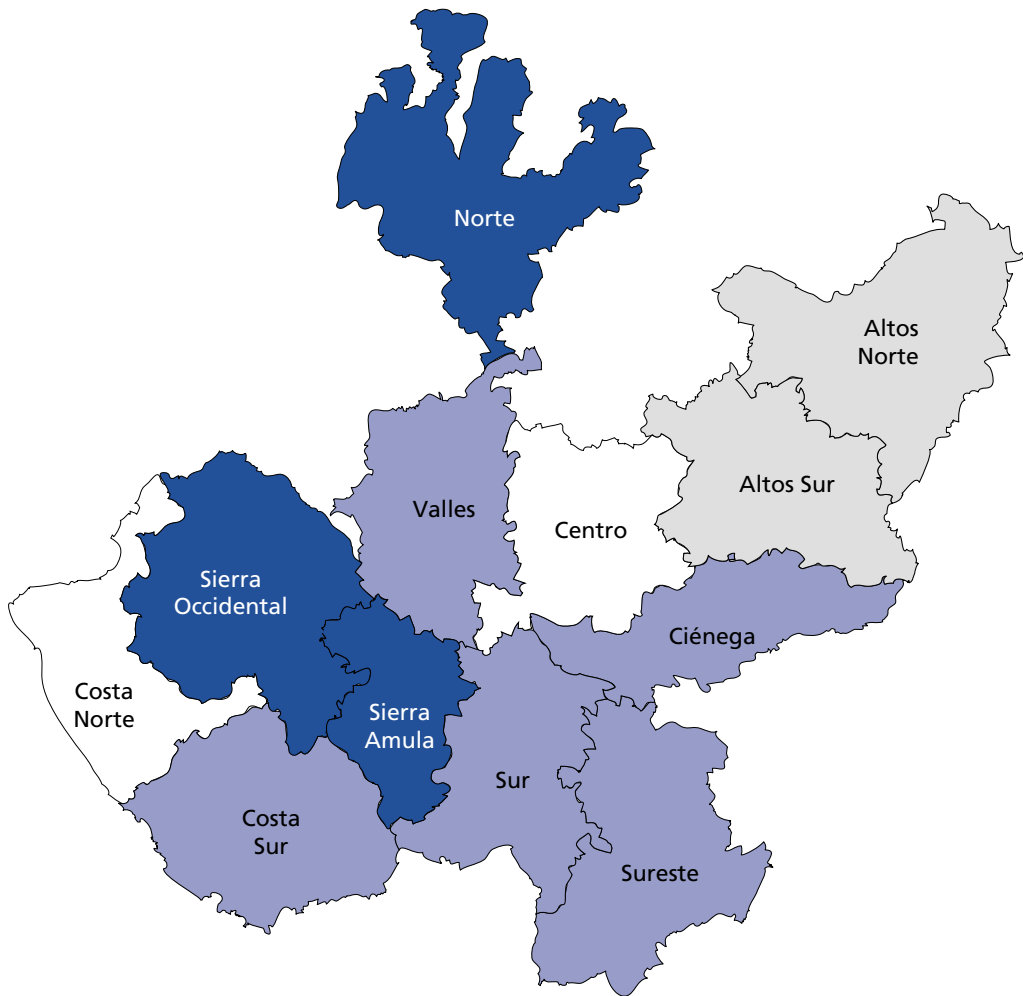 Norte
Altos
Norte
Altos Sur
Valles
Centro
Sierra
Occidental
Ciénega
Costa
Norte
Sierra
Amula
Sur
Costa
Sur
Sureste